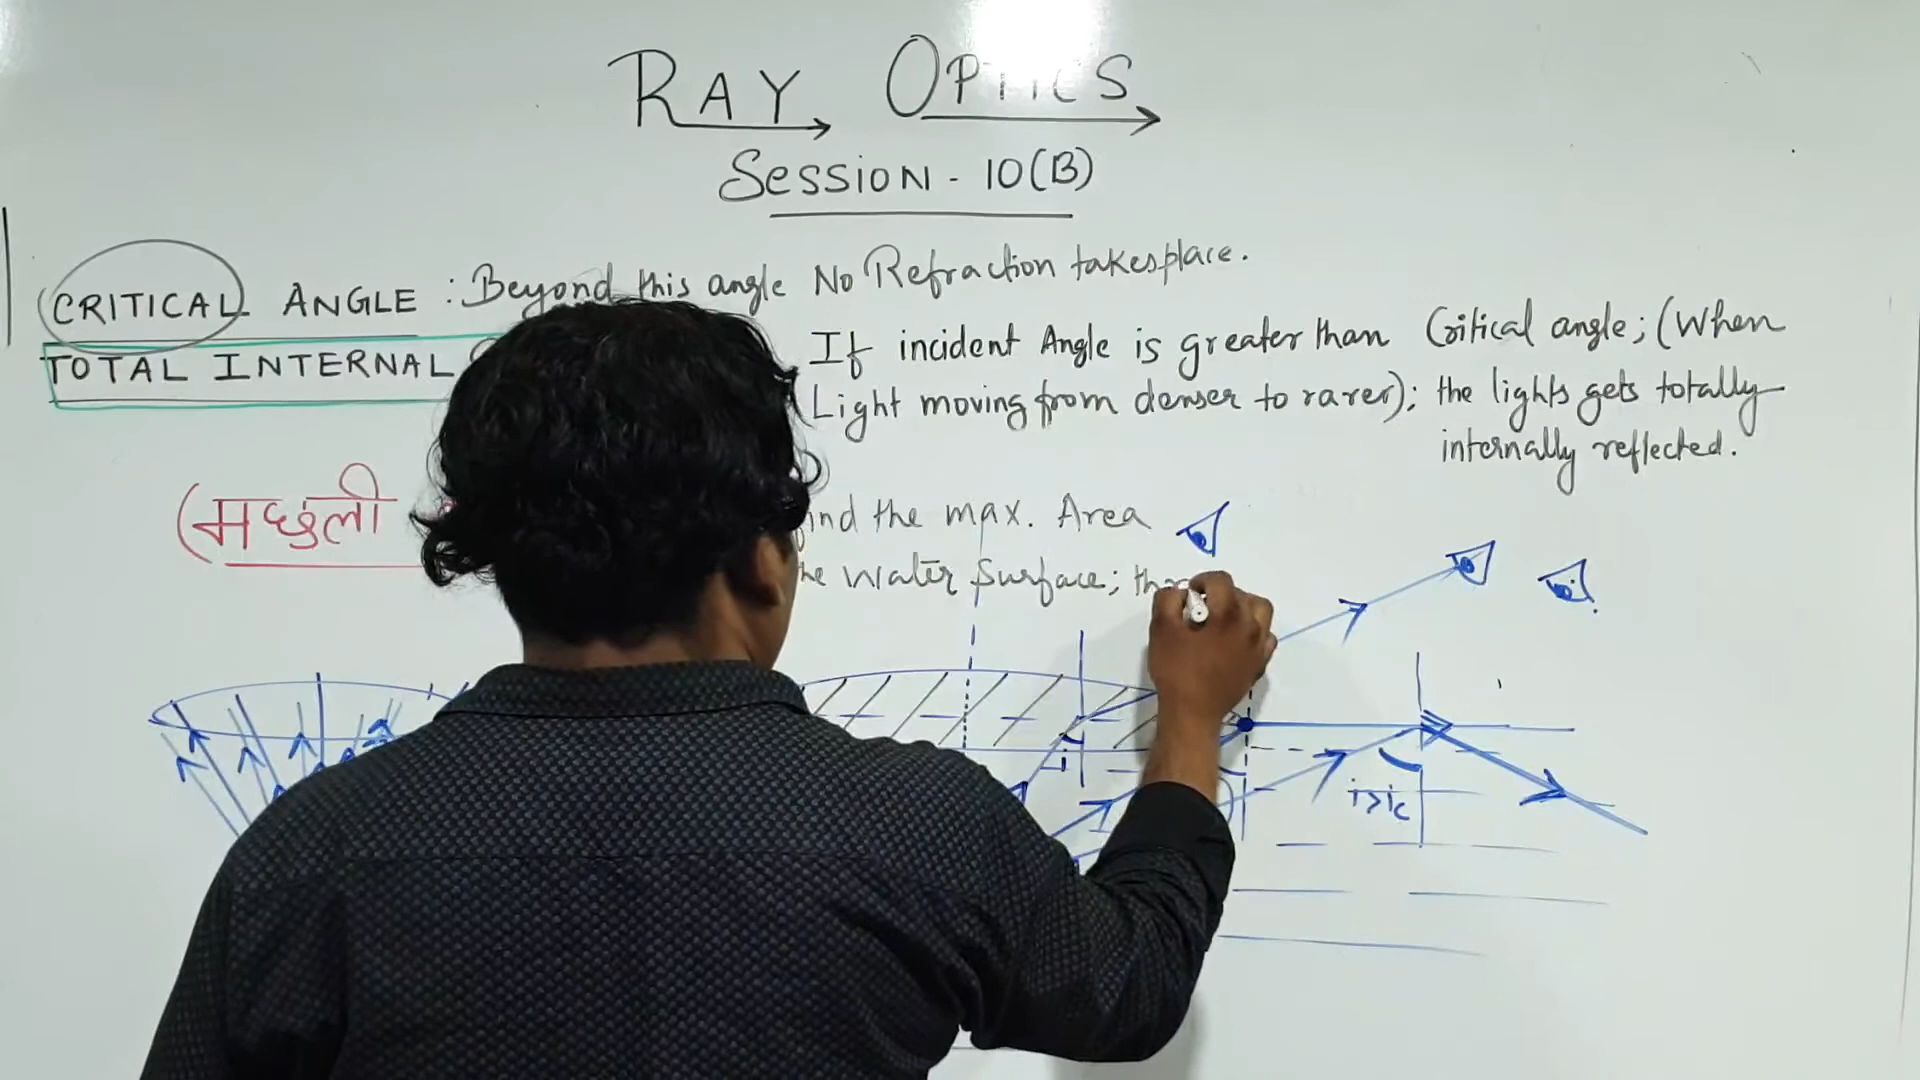 RAY OPTICS
SESSION - 10(B)
CRITICAL ANGLE : Beyond this angle No Refraction takesplace.
TOTAL INTERNAL If incident Angle is greater than Critical angle; (When
(Light moving from denser to rarer); the lights gets totally
internally reflected.
(मछली
find the max. Area
Water Surface;
i
i>ic